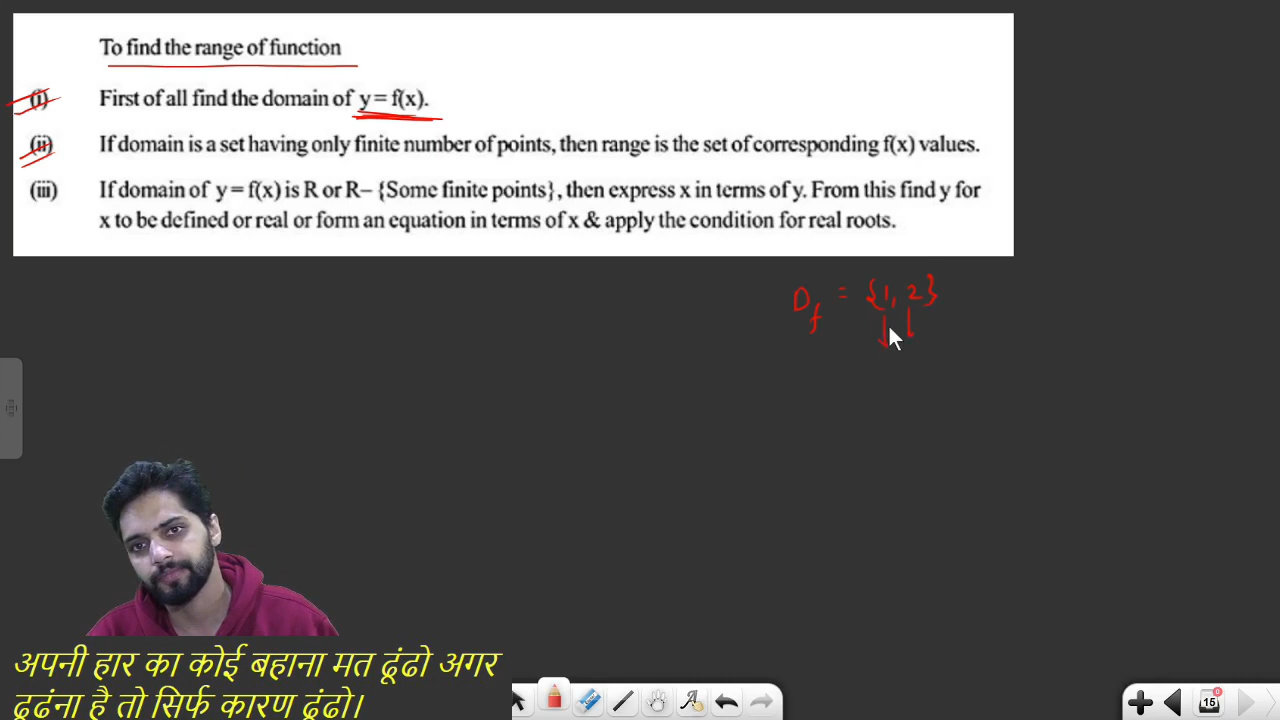 To find the range of function
(i) First of all find the domain of y = f(x).
(ii) If domain is a set having only finite number of points, then range is the set of corresponding f(x) values.
(iii) If domain of y = f(x) is R or R– {Some finite points}, then express x in terms of y. From this find y for
x to be defined or real or form an equation in terms of x & apply the condition for real roots.
D_f = {1, 2}
अपनी हार का कोई बहाना मत ढूंढो अगर
ढूढंना है तो सिर्फ कारण ढूंढो।
15